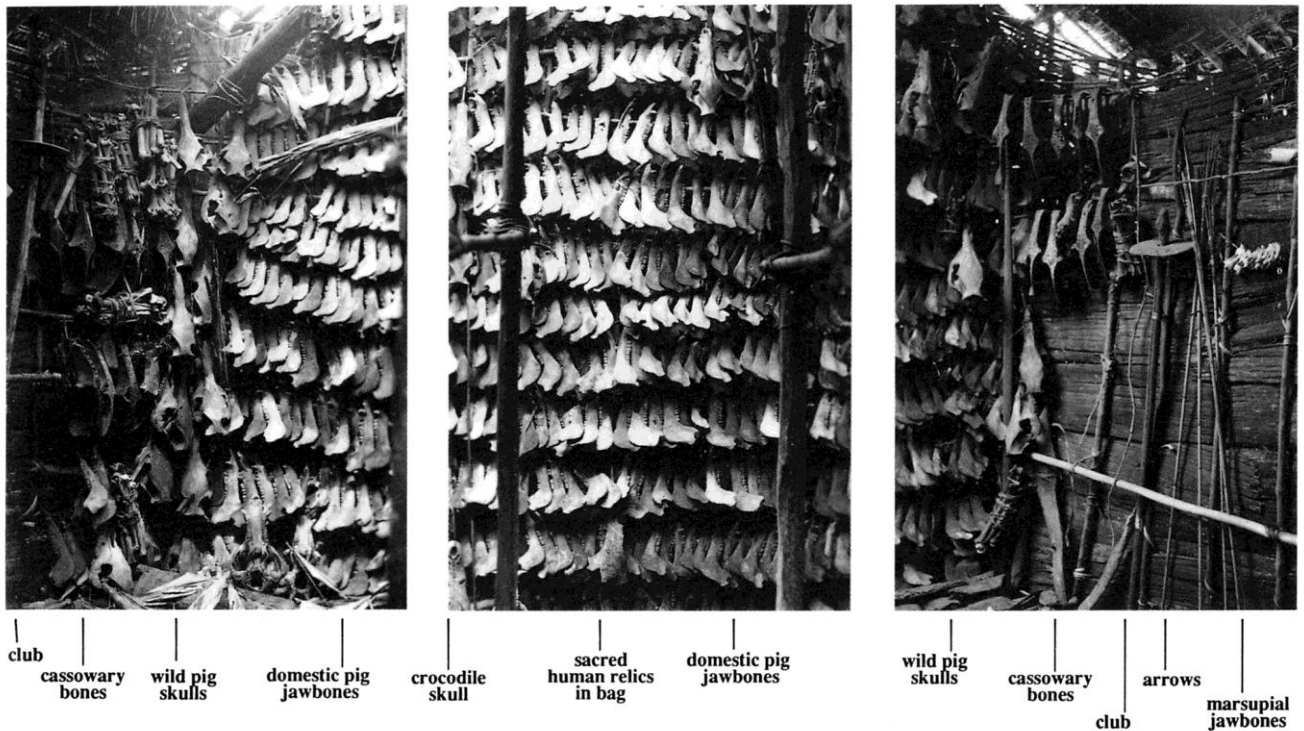 club
cassowary
bones
wild pig
skulls
domestic pig
jawbones
crocodile
skull
sacred
human relics
in bag
domestic pig
jawbones
wild pig
skulls
cassowary
bones
club
arrows
marsupial
jawbones